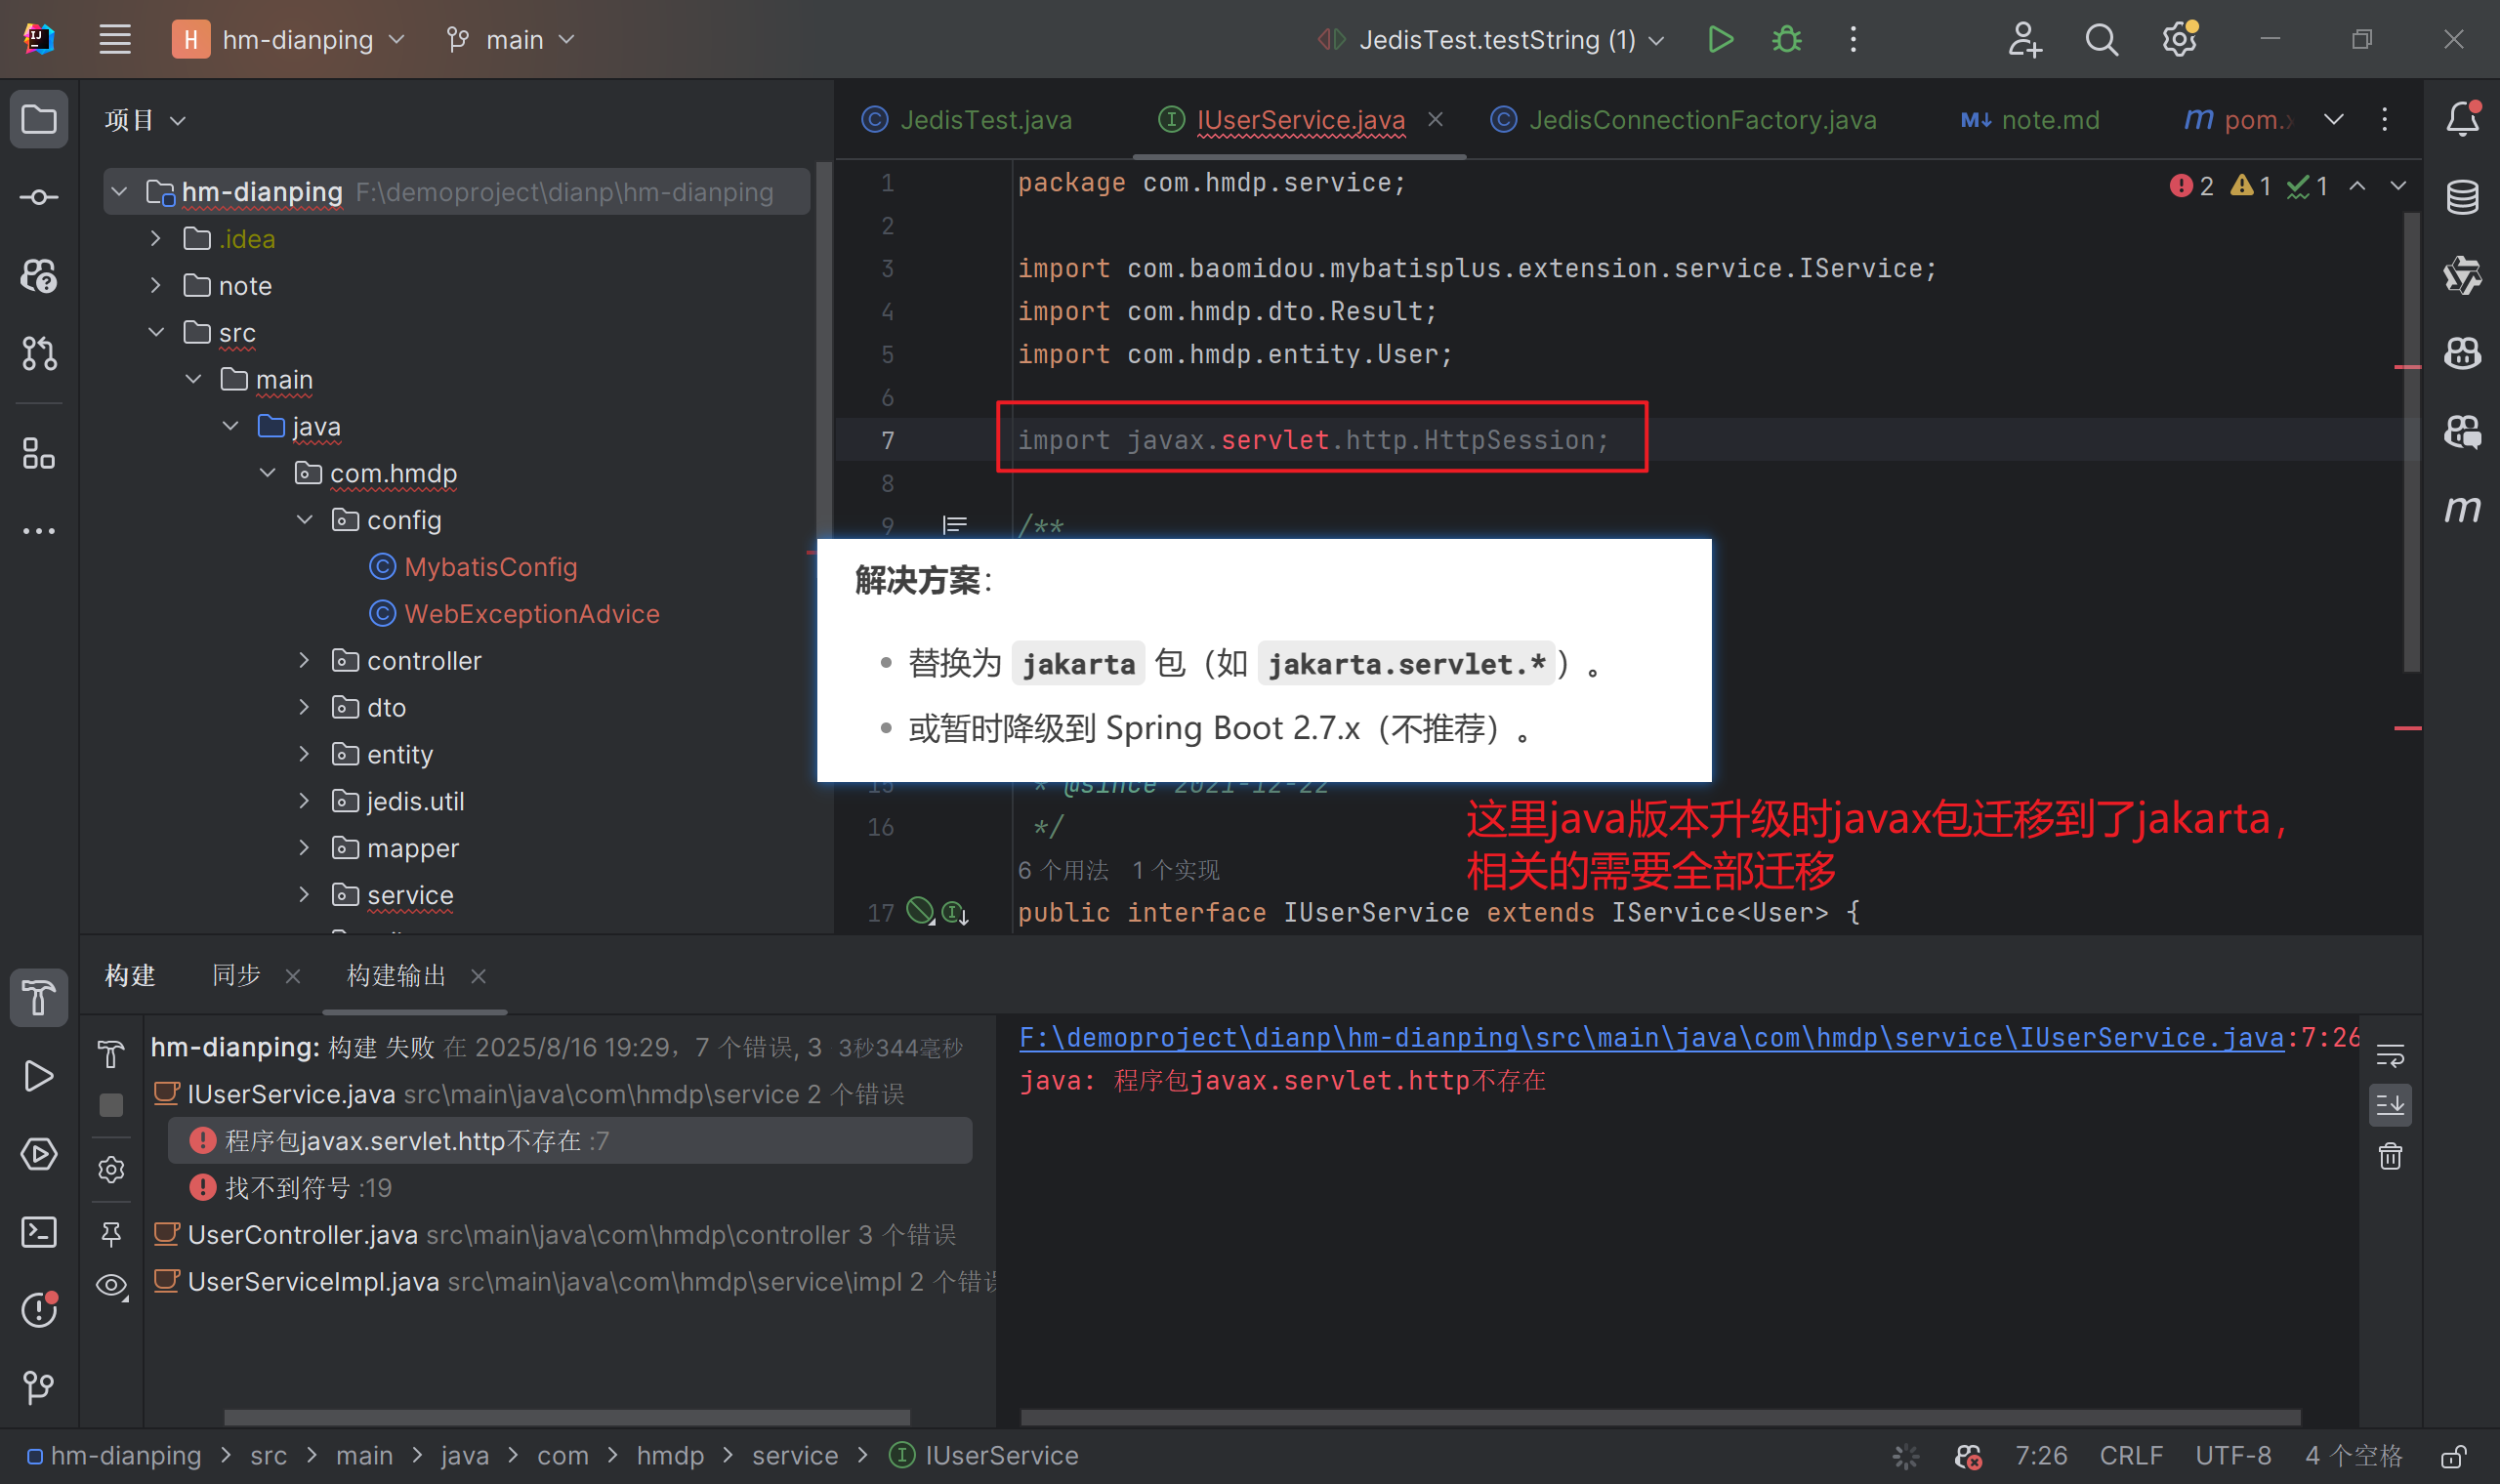 H hm-dianping main JedisTest.testString (1)
项目
JedisTest.java IUserService.java JedisConnectionFactory.java M↓ note.md m pom.x
hm-dianping F:\demoproject\dianp\hm-dianping
.idea
note
src
main
java
com.hmdp
config
MybatisConfig
WebExceptionAdvice
controller
dto
entity
jedis.util
mapper
service
2 1 1
1 package com.hmdp.service;
2
3 import com.baomidou.mybatisplus.extension.service.IService;
4 import com.hmdp.dto.Result;
5 import com.hmdp.entity.User;
6
7 import javax.servlet.http.HttpSession;
8
9 /**
解决方案：
• 替换为 jakarta 包（如 jakarta.servlet.*）。
• 或暂时降级到 Spring Boot 2.7.x（不推荐）。
15 * @since 2021-12-22
16 */
这里java版本升级时javax包迁移到了jakarta，
相关的需要全部迁移
6 个用法 1 个实现
17 public interface IUserService extends IService<User> {
构建 同步 构建输出
hm-dianping: 构建 失败 在 2025/8/16 19:29，7 个错误, 3 3秒344毫秒
IUserService.java src\main\java\com\hmdp\service 2 个错误
程序包javax.servlet.http不存在 :7
找不到符号 :19
UserController.java src\main\java\com\hmdp\controller 3 个错误
UserServiceImpl.java src\main\java\com\hmdp\service\impl 2 个错误
F:\demoproject\dianp\hm-dianping\src\main\java\com\hmdp\service\IUserService.java:7:26
java: 程序包javax.servlet.http不存在
hm-dianping > src > main > java > com > hmdp > service > IUserService
7:26 CRLF UTF-8 4 个空格